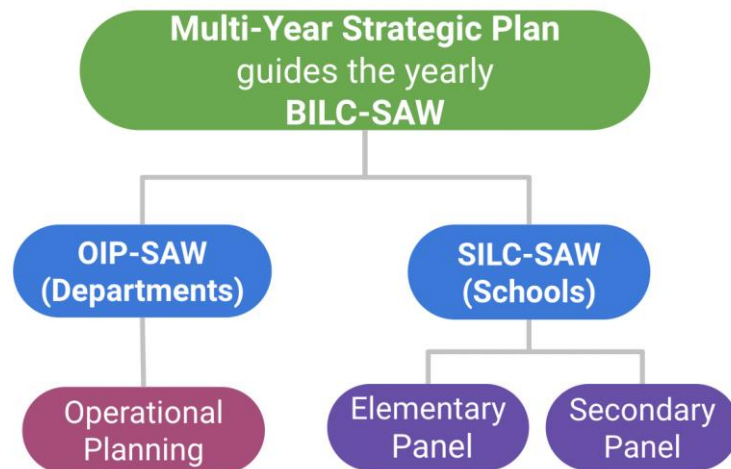 Multi-Year Strategic Plan
guides the yearly
BILC-SAW
OIP-SAW
(Departments)
SILC-SAW
(Schools)
Operational
Planning
Elementary
Panel
Secondary
Panel